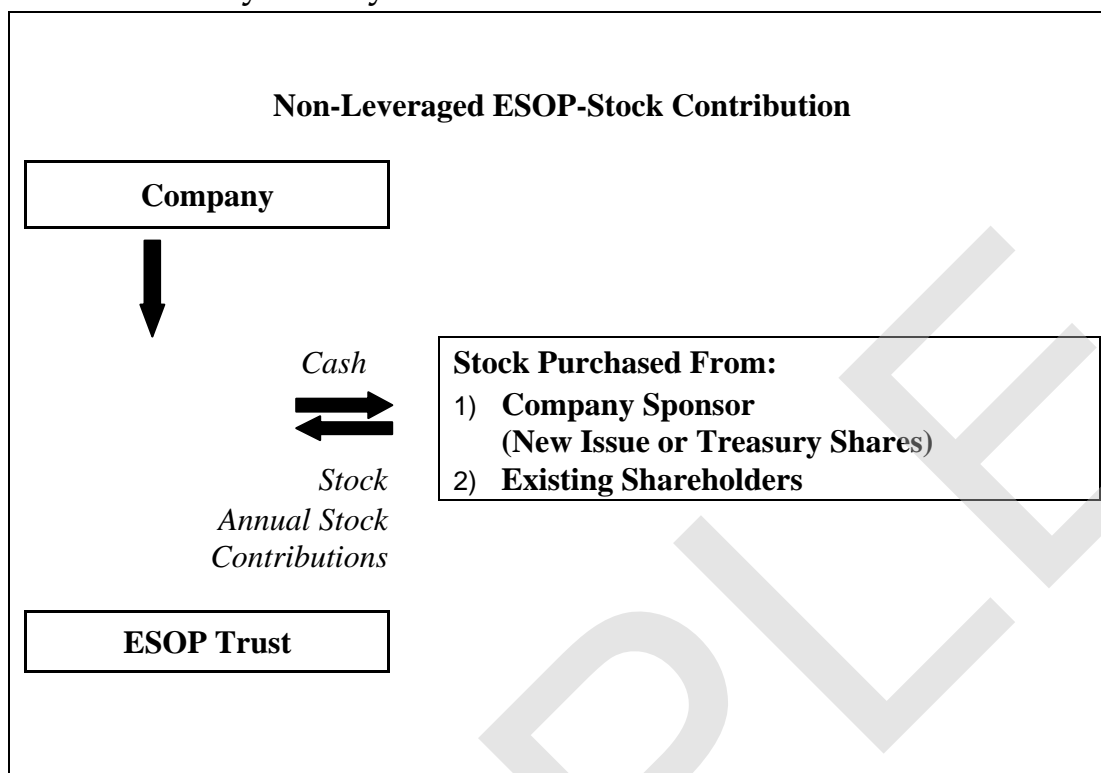 Non-Leveraged ESOP-Stock Contribution
Company
Cash
Stock Purchased From:
1) Company Sponsor
(New Issue or Treasury Shares)
2) Existing Shareholders
Stock
Annual Stock
Contributions
ESOP Trust
PLE